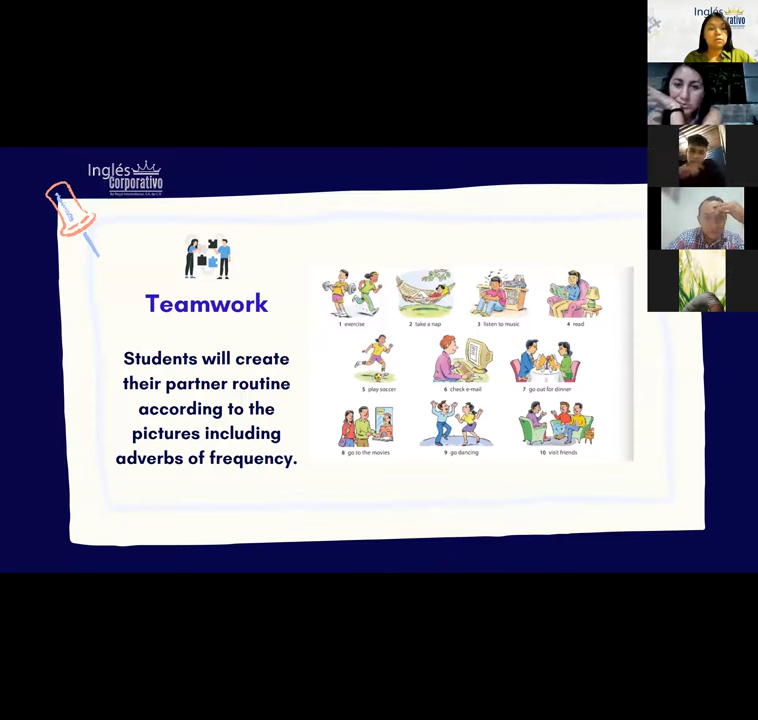 Inglés
Corporativo
Teamwork
Students will create
their partner routine
according to the
pictures including
adverbs of frequency.
1 exercise
2 take a nap
3 listen to music
4 read
5 play soccer
6 check e-mail
7 go out for dinner
8 go to the movies
9 go dancing
10 visit friends
Inglés
rativo